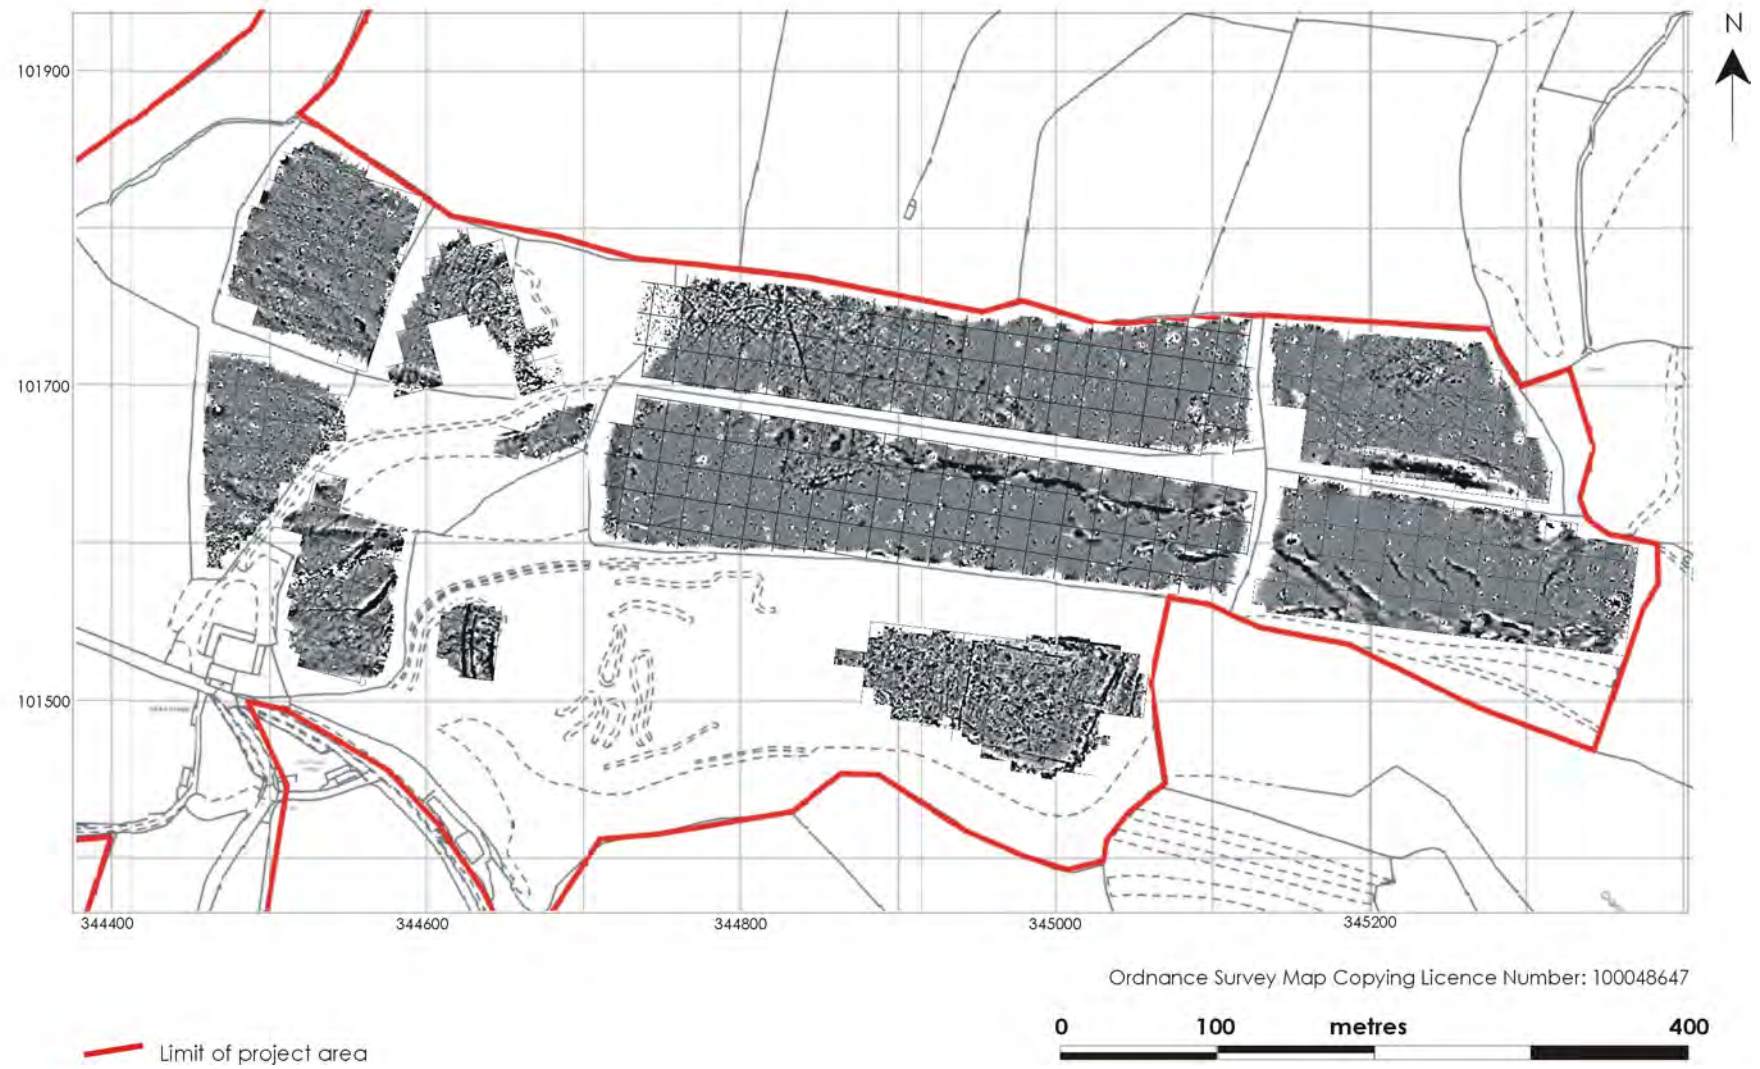 N
101900
101700
101500
344400
344600
344800
345000
345200
Ordnance Survey Map Copying Licence Number: 100048647
0 100 metres 400
Limit of project area